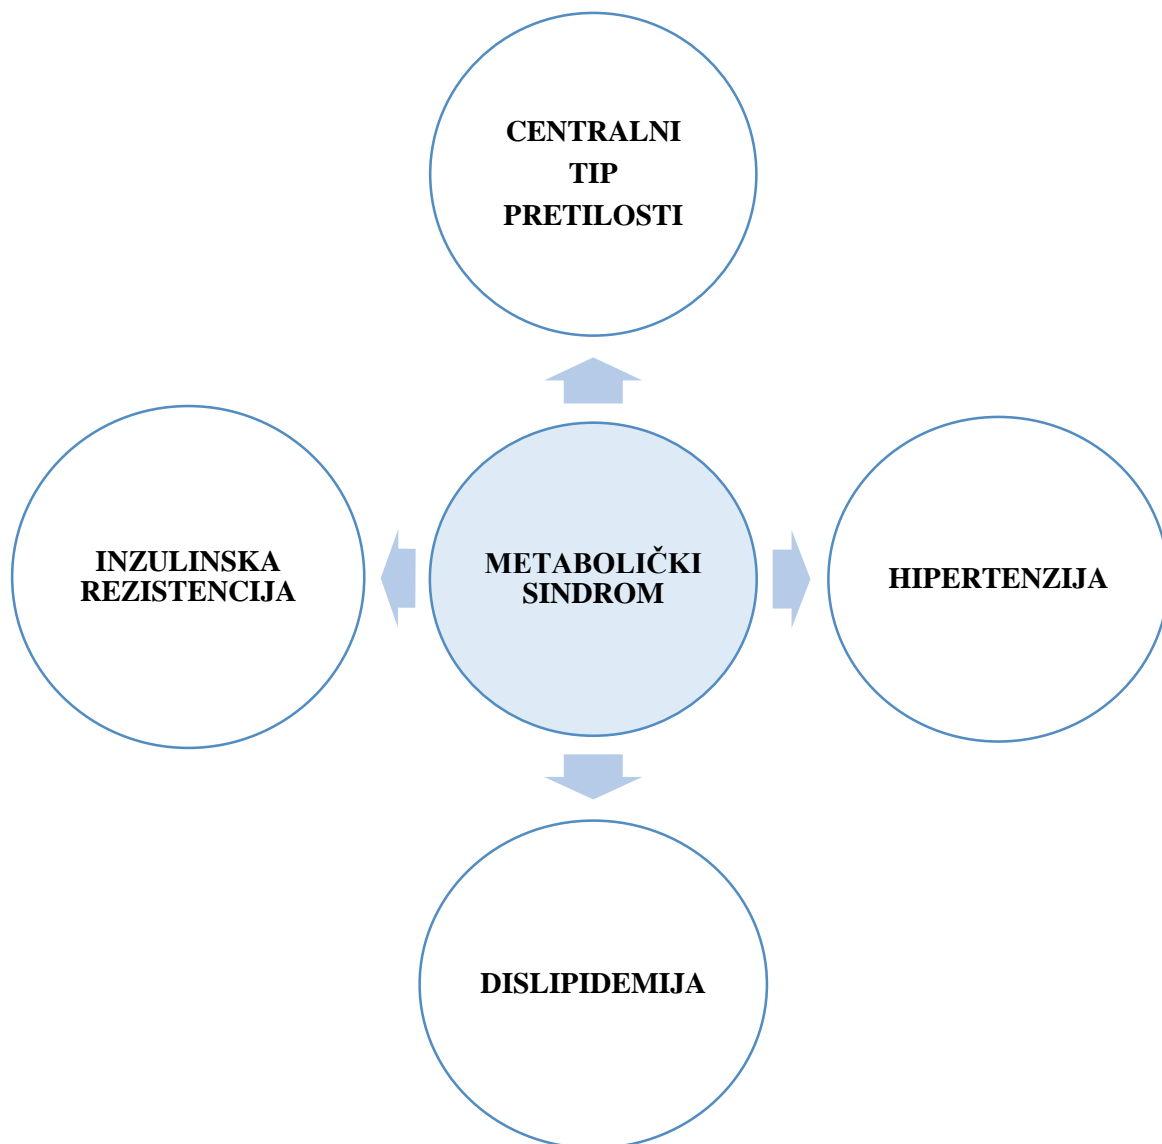 CENTRALNI
TIP
PRETILOSTI
INZULINSKA
REZISTENCIJA
METABOLIČKI
SINDROM
HIPERTENZIJA
DISLIPIDEMIJA